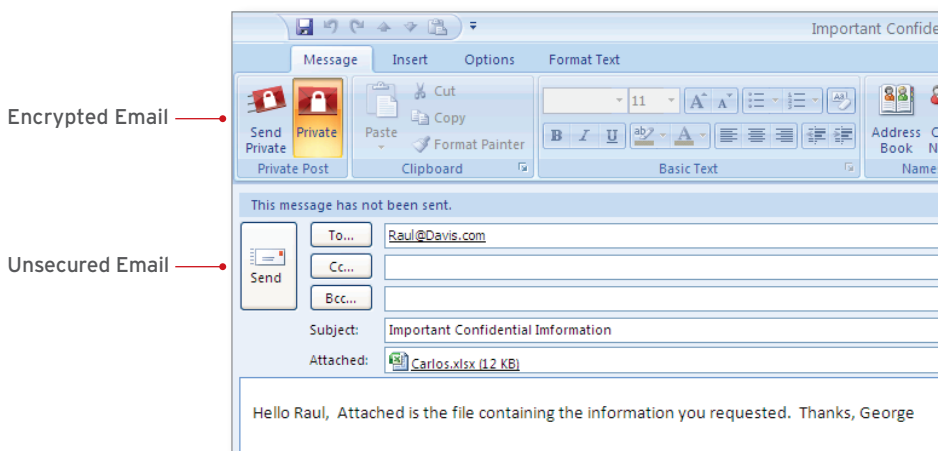 Important Confide
Message Insert Options Format Text
Encrypted Email
Send Private
Private
Paste
Cut
Copy
Format Painter
11
Address Book
Private Post
Clipboard
Basic Text
Name
This message has not been sent.
Unsecured Email
Send
To... Raul@Davis.com
Cc...
Bcc...
Subject: Important Confidential Imformation
Attached: Carlos.xlsx (12 KB)
Hello Raul, Attached is the file containing the information you requested. Thanks, George